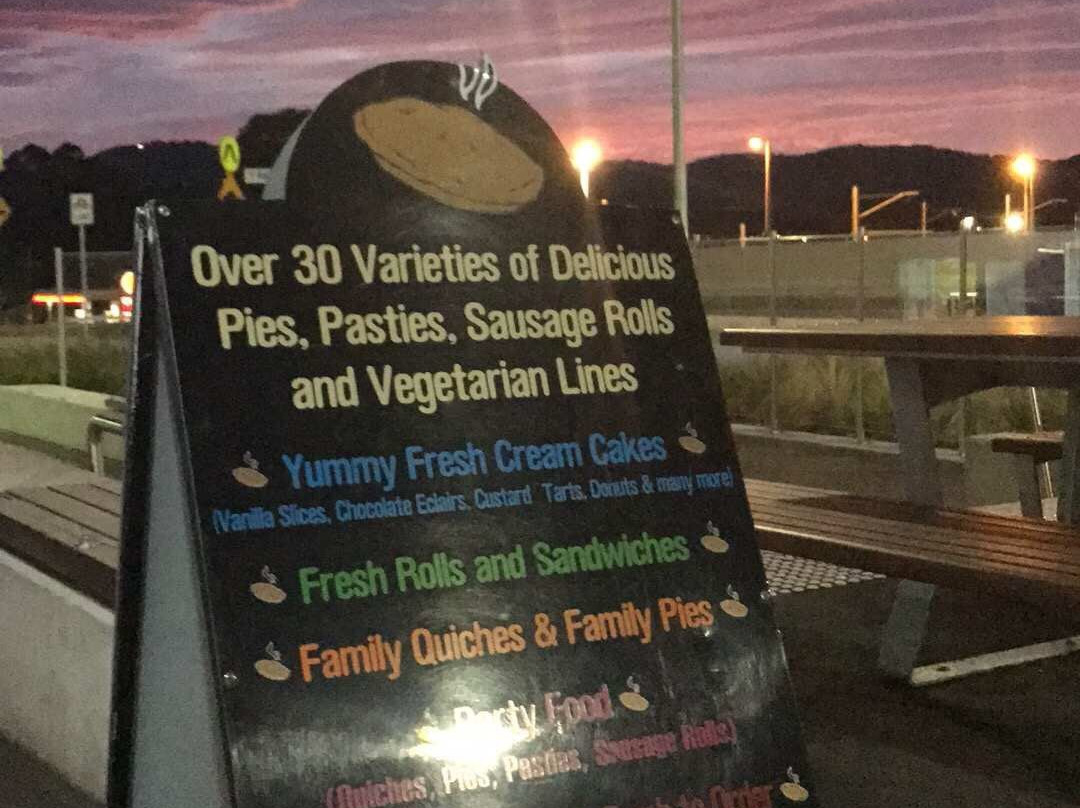 Over 30 Varieties of Delicious
Pies, Pasties, Sausage Rolls
and Vegetarian Lines
Yummy Fresh Cream Cakes
(Vanilla Slices, Chocolate Eclairs, Custard Tarts, Donuts & many more)
Fresh Rolls and Sandwiches
Family Quiches & Family Pies
Party Food
(Quiches, Pies, Pasties, Sausage Rolls)
to Order